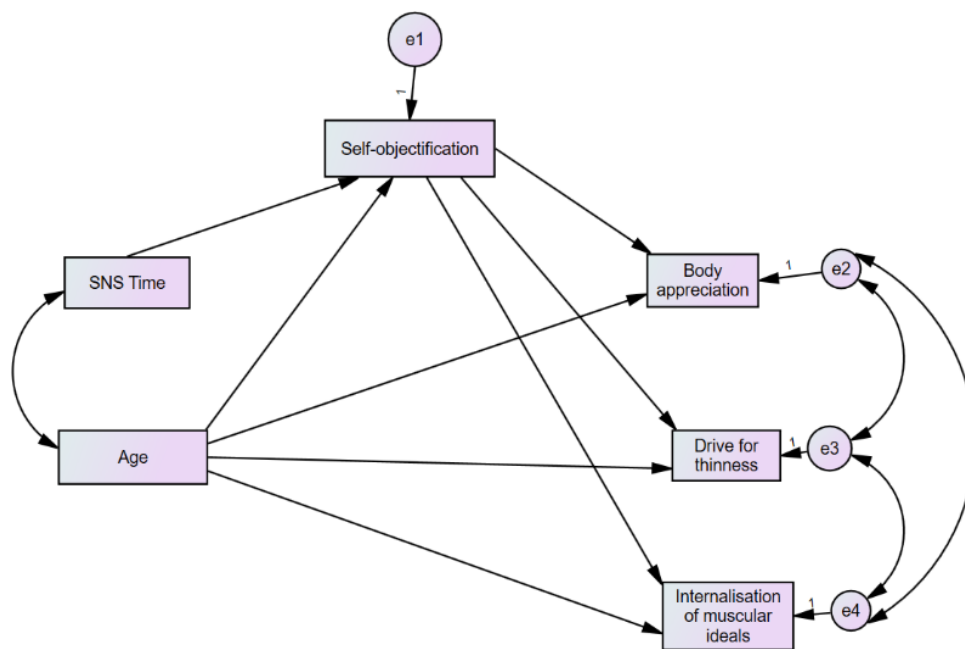 e1
1
Self-objectification
SNS Time
Body
appreciation
1
e2
Age
Drive for
thinness
1
e3
Internalisation
of muscular
ideals
1
e4